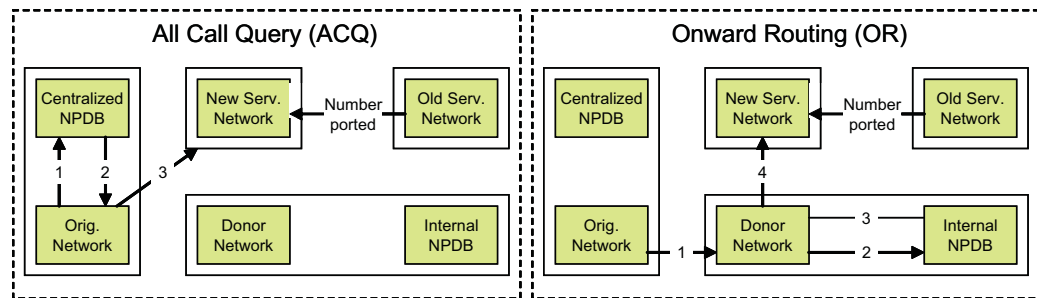 All Call Query (ACQ)
Centralized
NPDB
New Serv.
Network
Number
ported
Old Serv.
Network
1
2
3
Orig.
Network
Donor
Network
Internal
NPDB
Onward Routing (OR)
Centralized
NPDB
New Serv.
Network
Number
ported
Old Serv.
Network
4
Orig.
Network
1
Donor
Network
3
2
Internal
NPDB